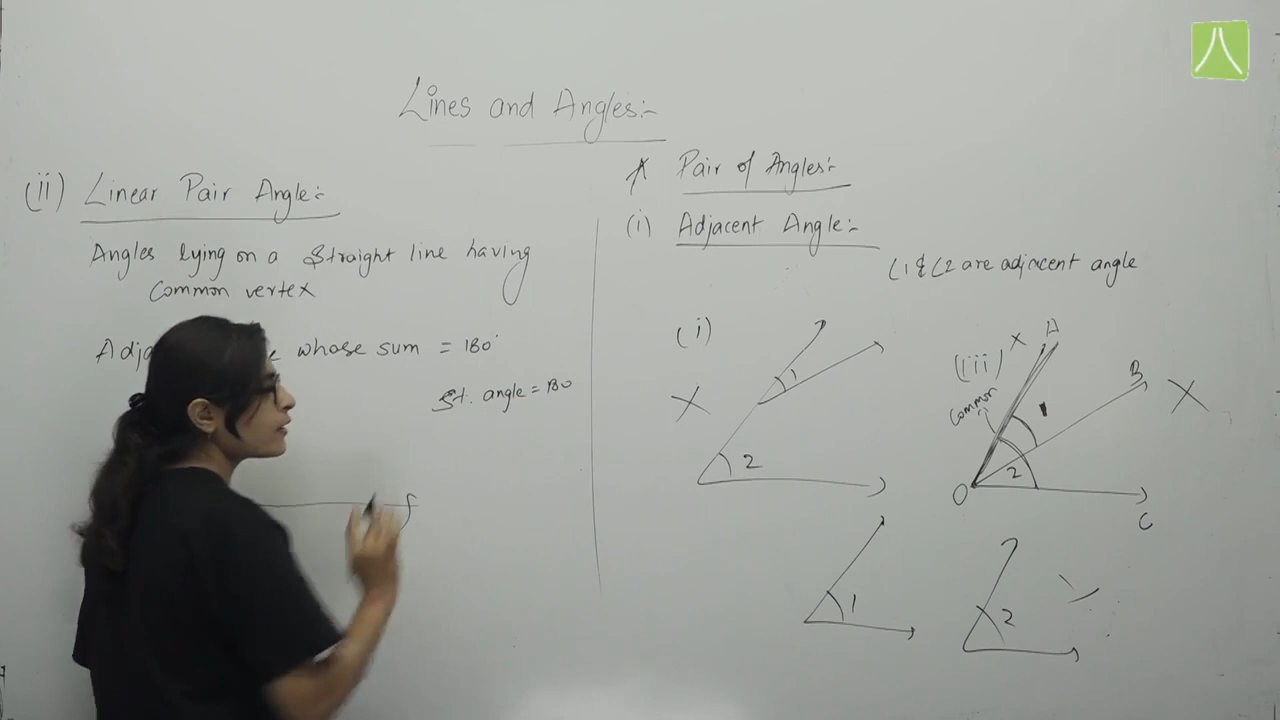 Lines and Angles:-
(ii) Linear Pair Angle:-
Angles lying on a Straight line having
Common vertex
whose sum = 180°
St. angle = 180
* Pair of Angles:-
(i) Adjacent Angle:-
∠1 & ∠2 are adjacent angle
(i)
1
2
X
(iii)
X
A
B
X
Common
1
2
O
C
1
2